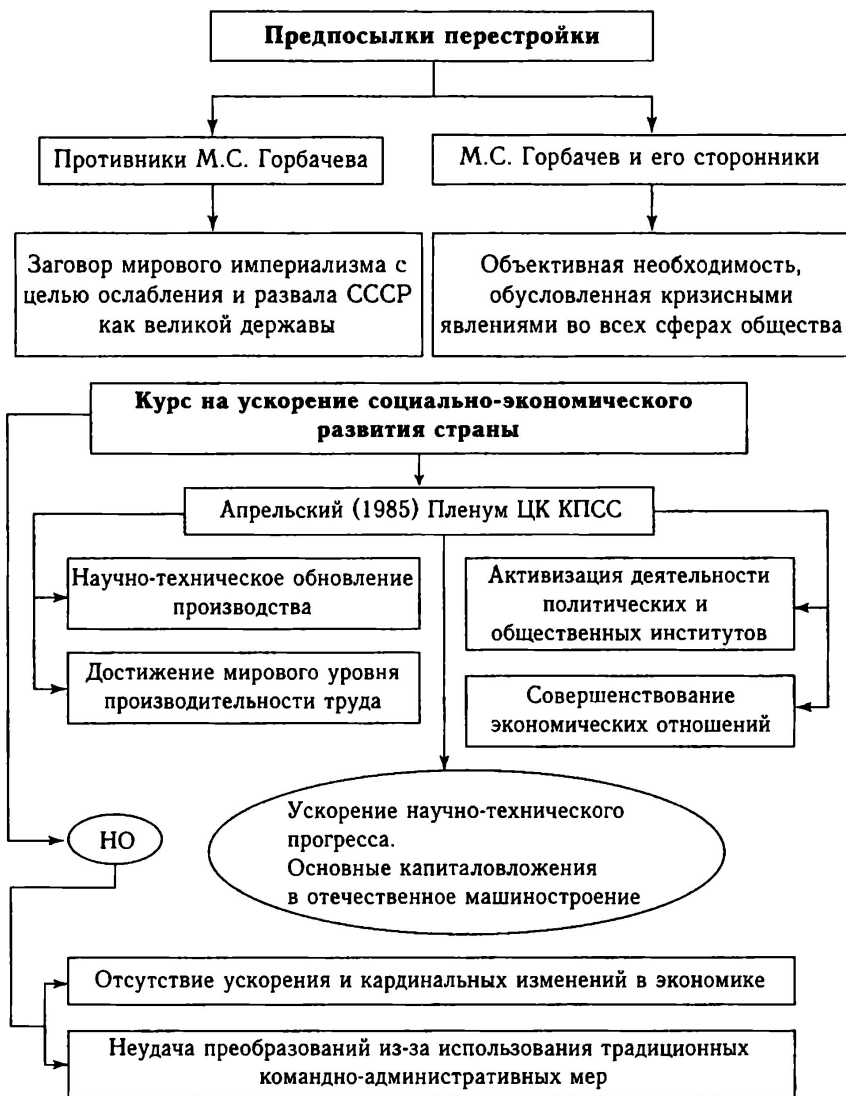 Предпосылки перестройки
Противники М.С. Горбачева
М.С. Горбачев и его сторонники
Заговор мирового империализма с
целью ослабления и развала СССР
как великой державы
Объективная необходимость,
обусловленная кризисными
явлениями во всех сферах общества
Курс на ускорение социально-экономического
развития страны
Апрельский (1985) Пленум ЦК КПСС
Научно-техническое обновление
производства
Активизация деятельности
политических и
общественных институтов
Достижение мирового уровня
производительности труда
Совершенствование
экономических отношений
Ускорение научно-технического
прогресса.
Основные капиталовложения
в отечественное машиностроение
НО
Отсутствие ускорения и кардинальных изменений в экономике
Неудача преобразований из-за использования традиционных
командно-административных мер